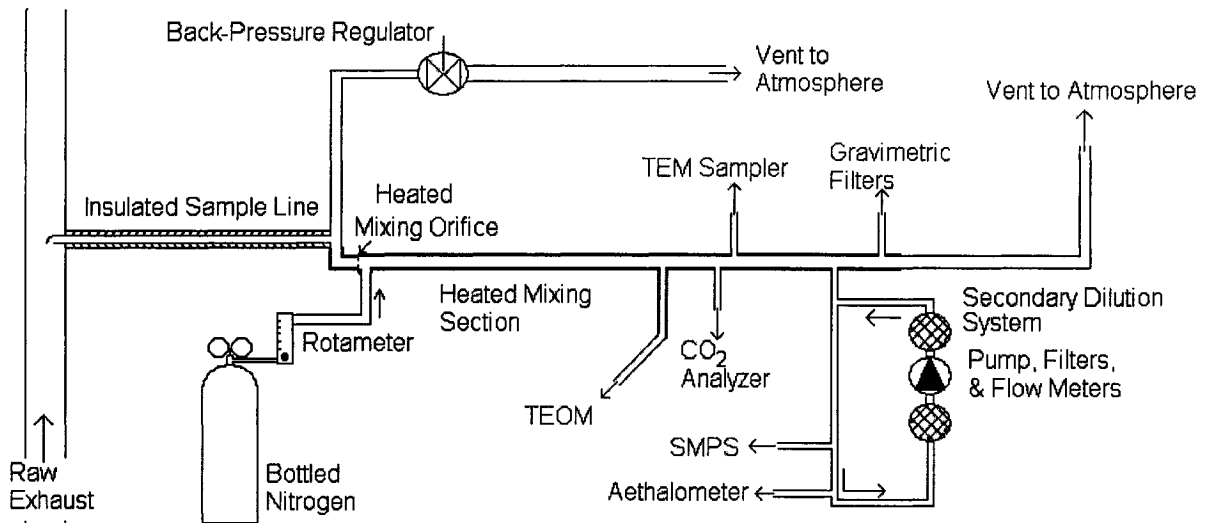 Back-Pressure Regulator
Vent to
Atmosphere
Vent to Atmosphere
TEM Sampler
Gravimetric
Filters
Insulated Sample Line
Heated
Mixing Orifice
Heated Mixing
Section
Rotameter
CO2
Analyzer
Secondary Dilution
System
Pump, Filters,
& Flow Meters
TEOM
SMPS
Aethalometer
Raw
Exhaust
Bottled
Nitrogen